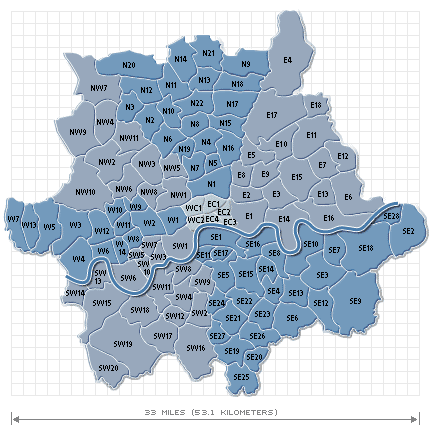 E4
N21
N14
N20
N9
N11
N13
N18
NW7
N12
E18
N3
N10
N22
N17
E17
N2
NW4
N8
N15
E11
NW9
NW11
N6
N16
E10
N19
N4
E5
E12
NW2
NW3
NW5
N7
N5
E7
E8
E9
E15
NW10
NW6
NW8
NW1
N1
E2
E3
E13
E6
W10
W9
WC1
EC1
EC2
W7
W13
W5
W3
W12
W11
W2
W1
WC2
EC4
EC3
E1
E14
E16
SE28
SE2
W4
W
6
W
14
W8
SW7
SW1
SE1
SE16
SE10
SE7
SE18
SW5
SW3
SE11
SE17
SW
13
SW6
SW
10
SW8
SE5
SE15
SE14
SE8
SE3
SW14
SW15
SW11
SW9
SW4
SE24
SE22
SE4
SE13
SE12
SE9
SW18
SW12
SW2
SE21
SE23
SE6
SW19
SW17
SW16
SE27
SE26
SE19
SE20
SW20
SE25
33 MILES (53.1 KILOMETERS)